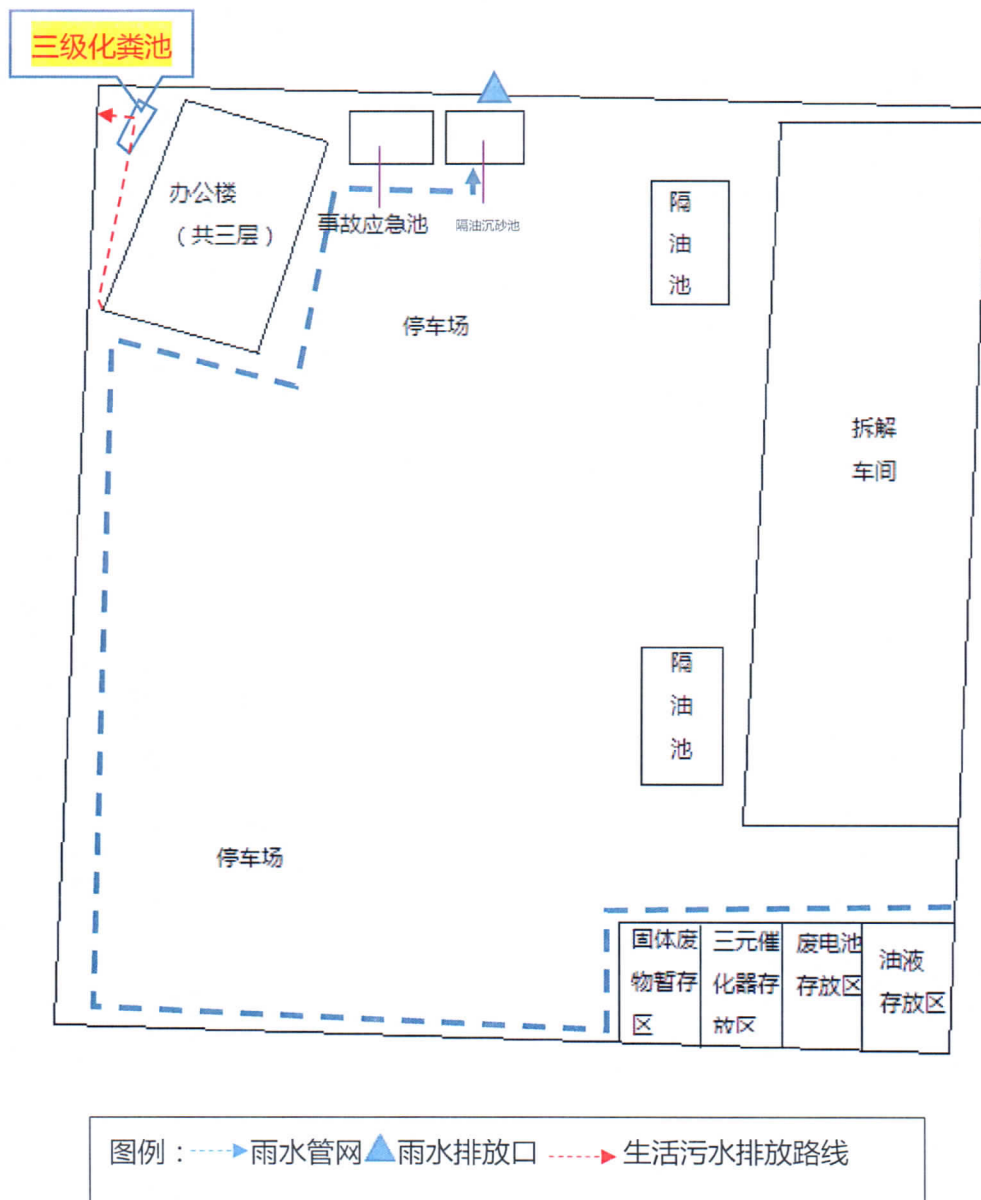 三级化粪池
办公楼
（共三层）
事故应急池
隔油沉砂池
隔
油
池
停车场
拆解
车间
隔
油
池
停车场
固体废
物暂存
区
三元催
化器存
放区
废电池
存放区
油液
存放区
图例：雨水管网 雨水排放口 生活污水排放路线